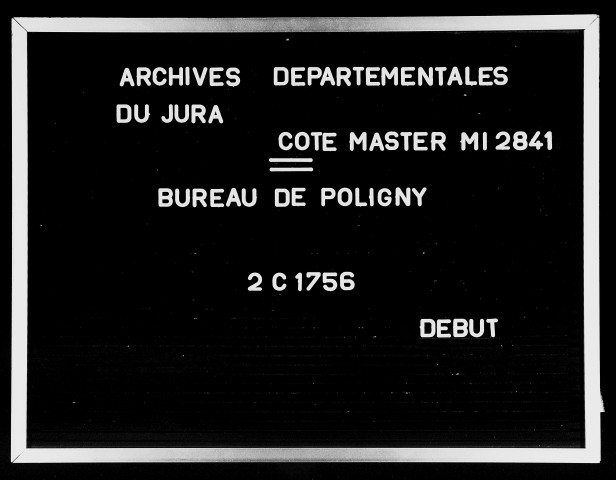 ARCHIVES DEPARTEMENTALES
DU JURA
COTE MASTER MI 2841
BUREAU DE POLIGNY
2 C 1756
DEBUT